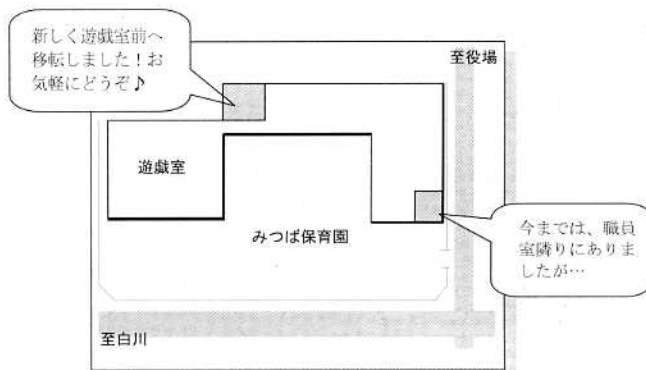 新しく遊戯室前へ
移転しました！お
気軽にどうぞ♪
至役場
遊戯室
みつば保育園
今までは、職員
室隣りにありま
したが…
至白川